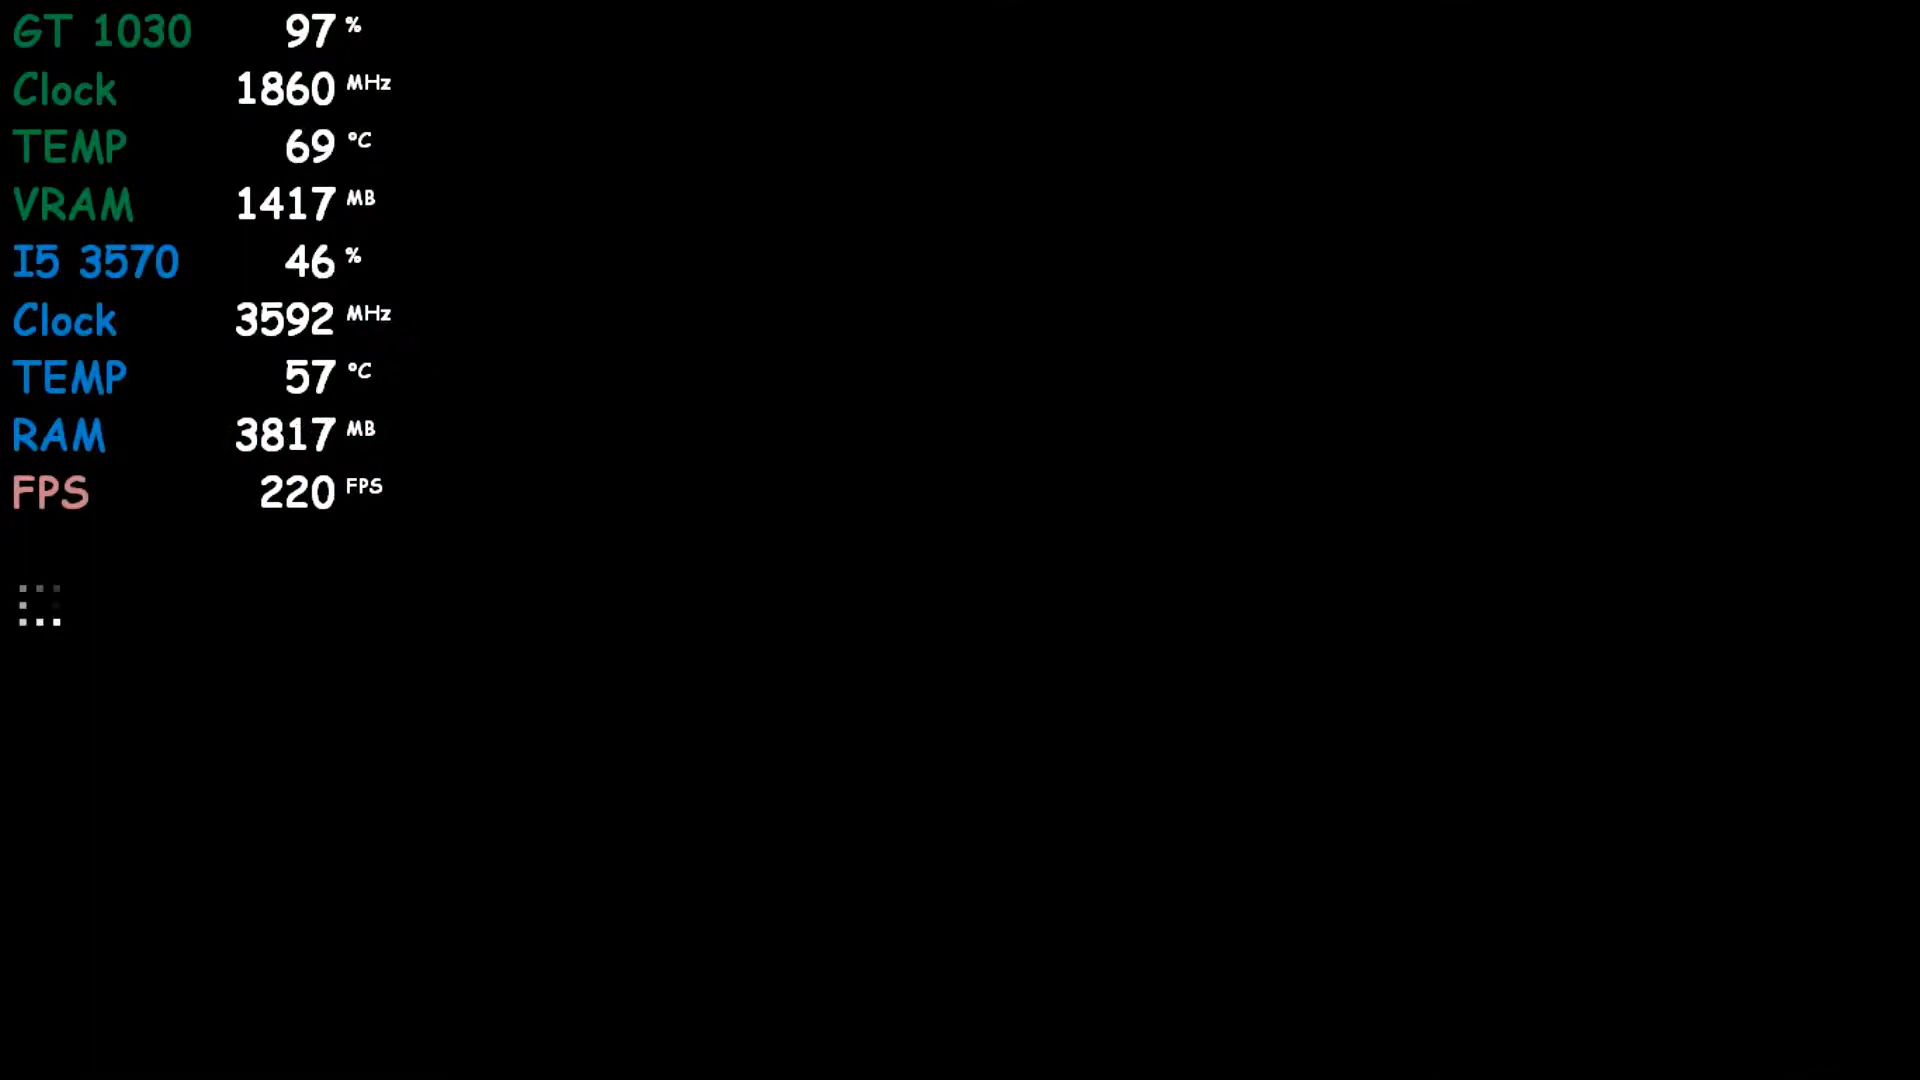 GT 1030 97 %
Clock 1860 MHz
TEMP 69 °C
VRAM 1417 MB
I5 3570 46 %
Clock 3592 MHz
TEMP 57 °C
RAM 3817 MB
FPS 220 FPS